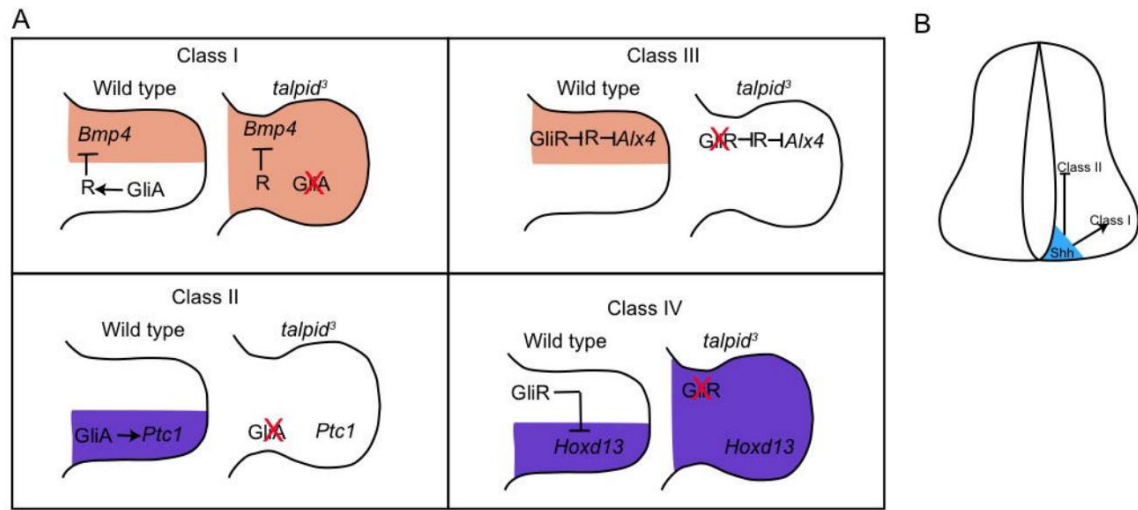 A
Class I
Wild type talpid³
Bmp4 Bmp4
R GliA R GliA
Class III
Wild type talpid³
GliR R Alx4 GliR R Alx4
Class II
Wild type talpid³
GliA Ptc1 GliA Ptc1
Class IV
Wild type talpid³
GliR GliR
Hoxd13 Hoxd13
B
Class II
Class I
Shh